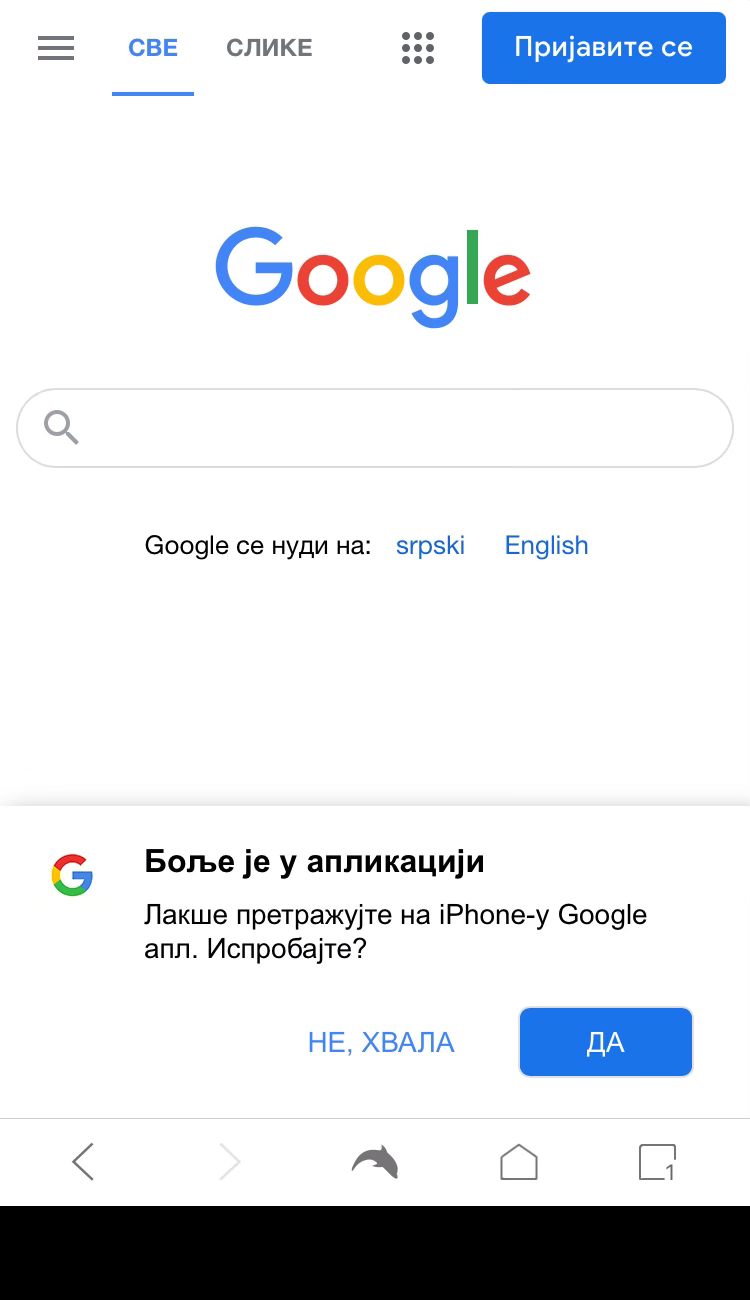 СВЕ СЛИКЕ Пријавите се
Google
Google се нуди на: srpski English
Боље је у апликацији
Лакше претражујте на iPhone-у Google
апл. Испробајте?
НЕ, ХВАЛА ДА
1